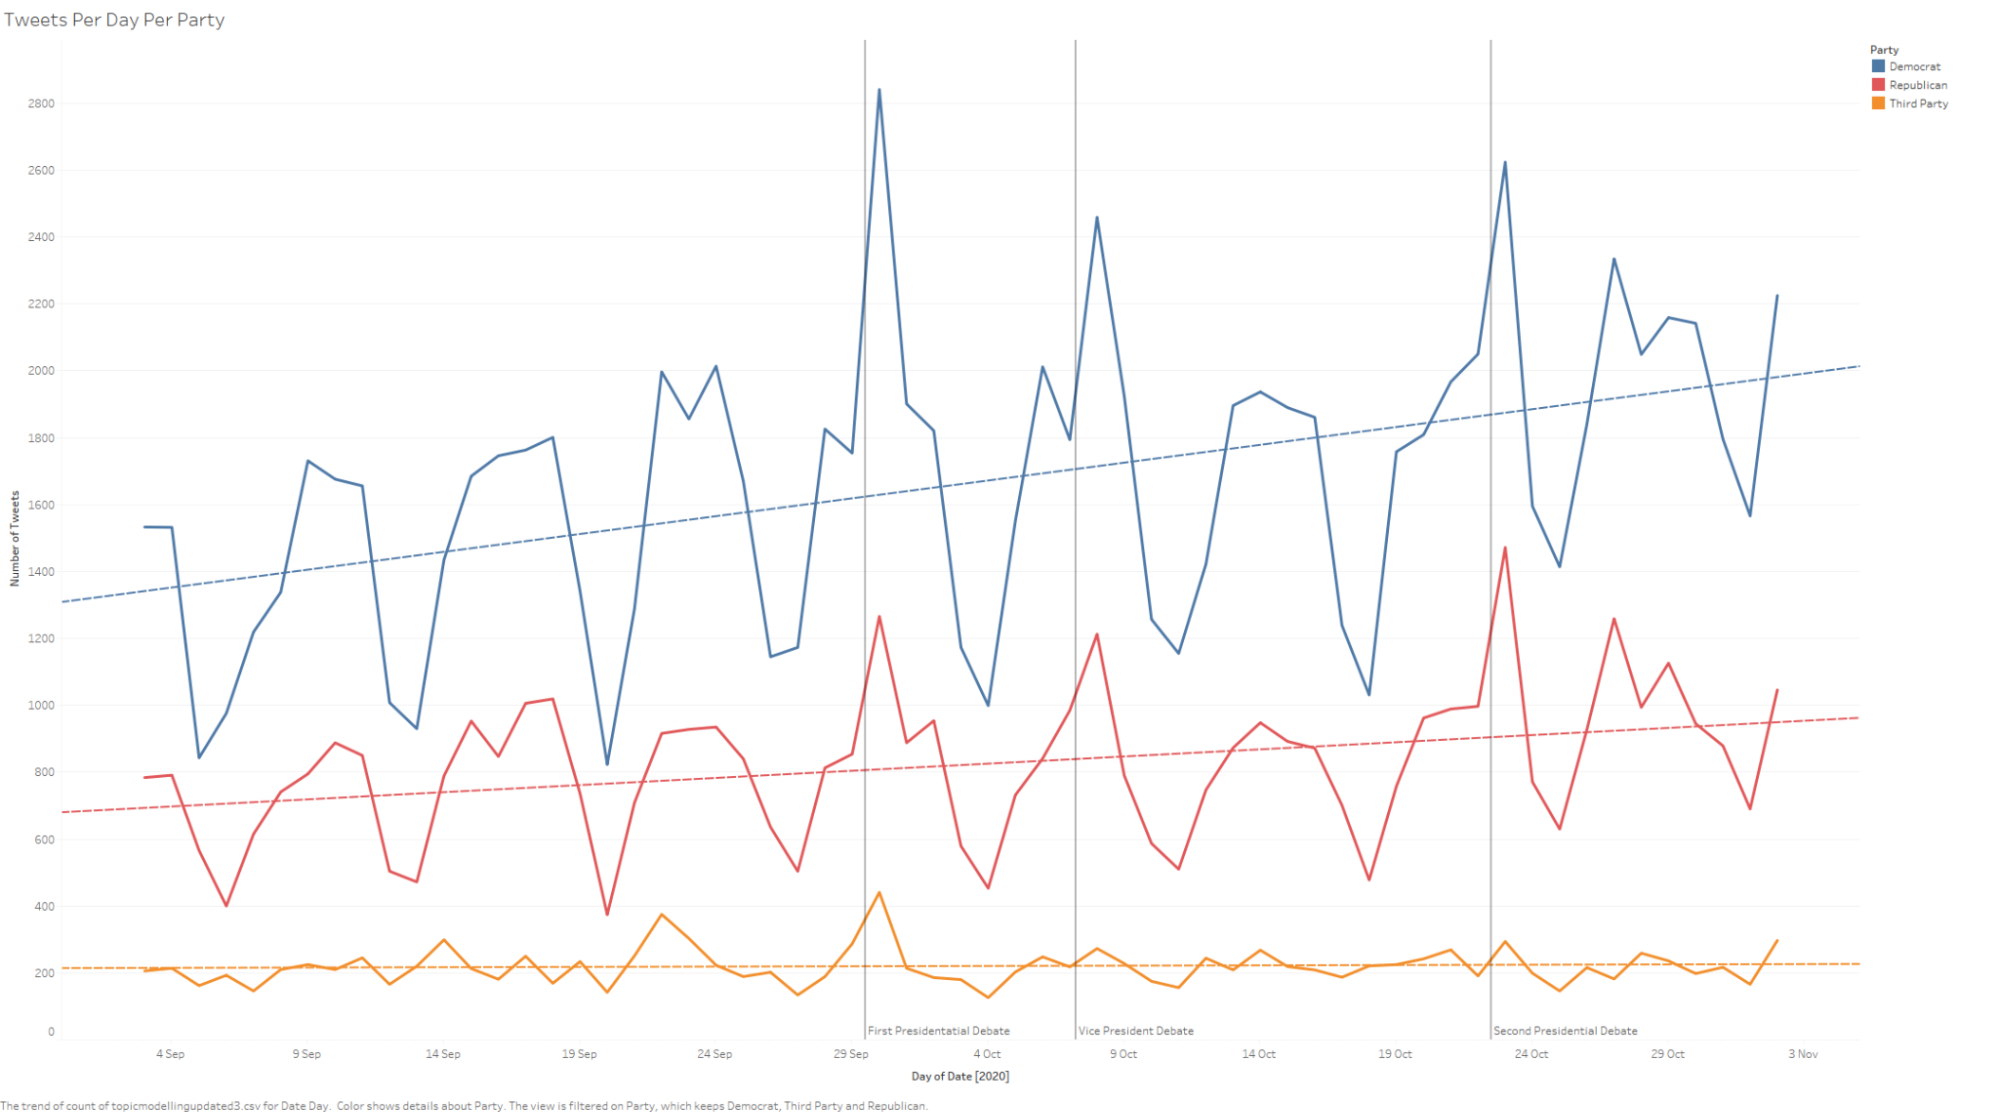 Tweets Per Day Per Party
Party
Democrat
Republican
Third Party
2800
2600
2400
2200
2000
1800
1600
1400
1200
1000
800
600
400
200
0
Number of Tweets
First Presidentatial Debate
Vice President Debate
Second Presidential Debate
4 Sep
9 Sep
14 Sep
19 Sep
24 Sep
29 Sep
4 Oct
9 Oct
14 Oct
19 Oct
24 Oct
29 Oct
3 Nov
Day of Date [2020]
The trend of count of topicmodellingupdated3.csv for Date Day. Color shows details about Party. The view is filtered on Party, which keeps Democrat, Third Party and Republican.